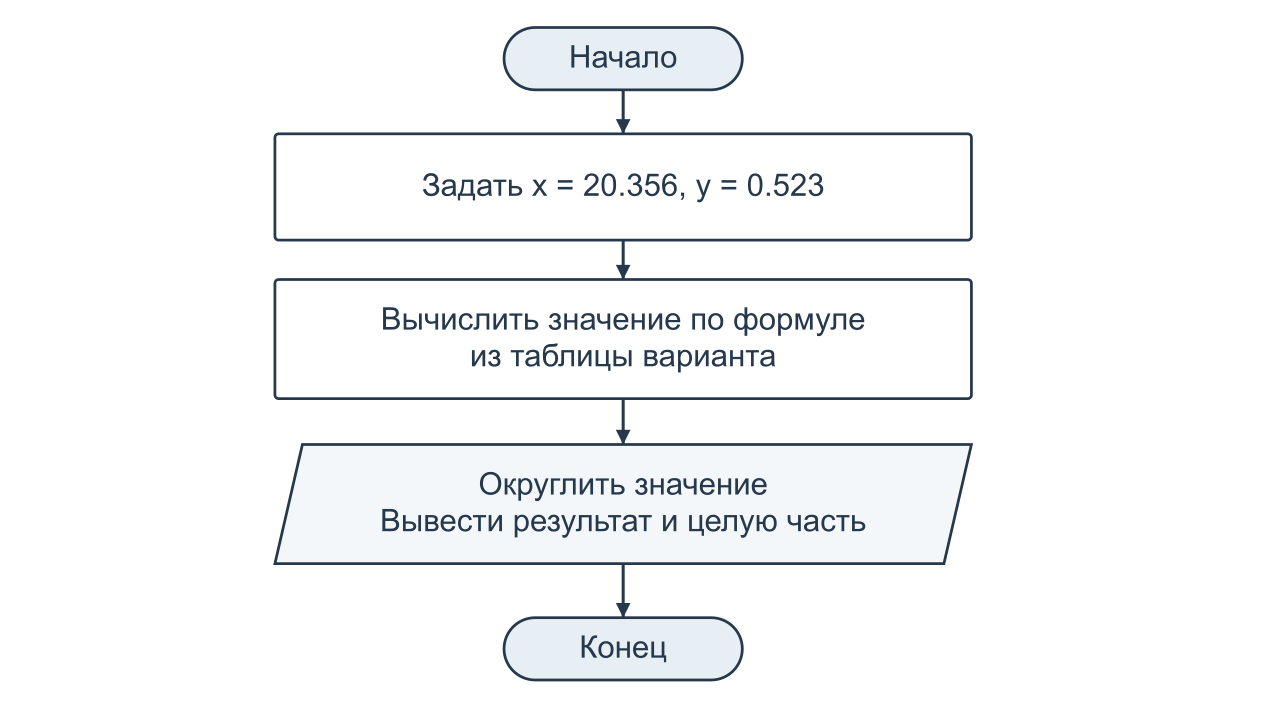 Начало
Задать x = 20.356, y = 0.523
Вычислить значение по формуле
из таблицы варианта
Округлить значение
Вывести результат и целую часть
Конец